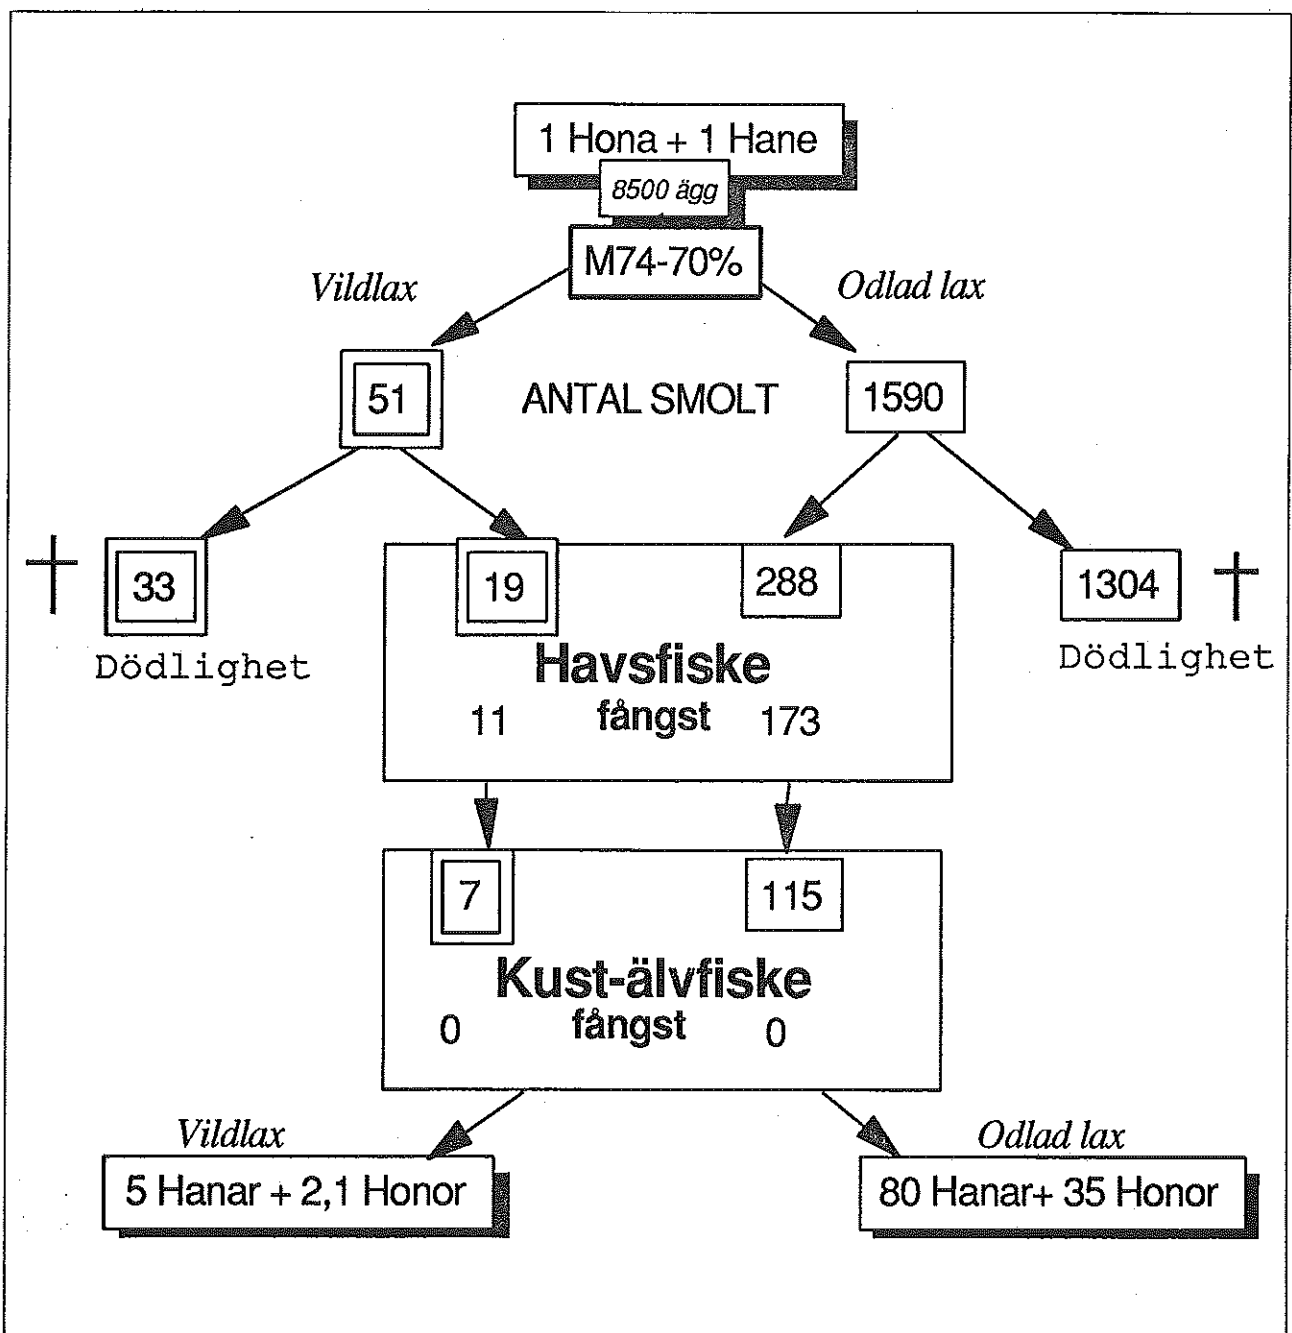 1 Hona + 1 Hane
8500 ägg
M74-70%
Vildlax
Odlad lax
51
ANTAL SMOLT
1590
33
19
288
1304
Dödlighet
Dödlighet
Havsfiske
11 fångst 173
7
115
Kust-älvfiske
0 fångst 0
Vildlax
Odlad lax
5 Hanar + 2,1 Honor
80 Hanar+ 35 Honor